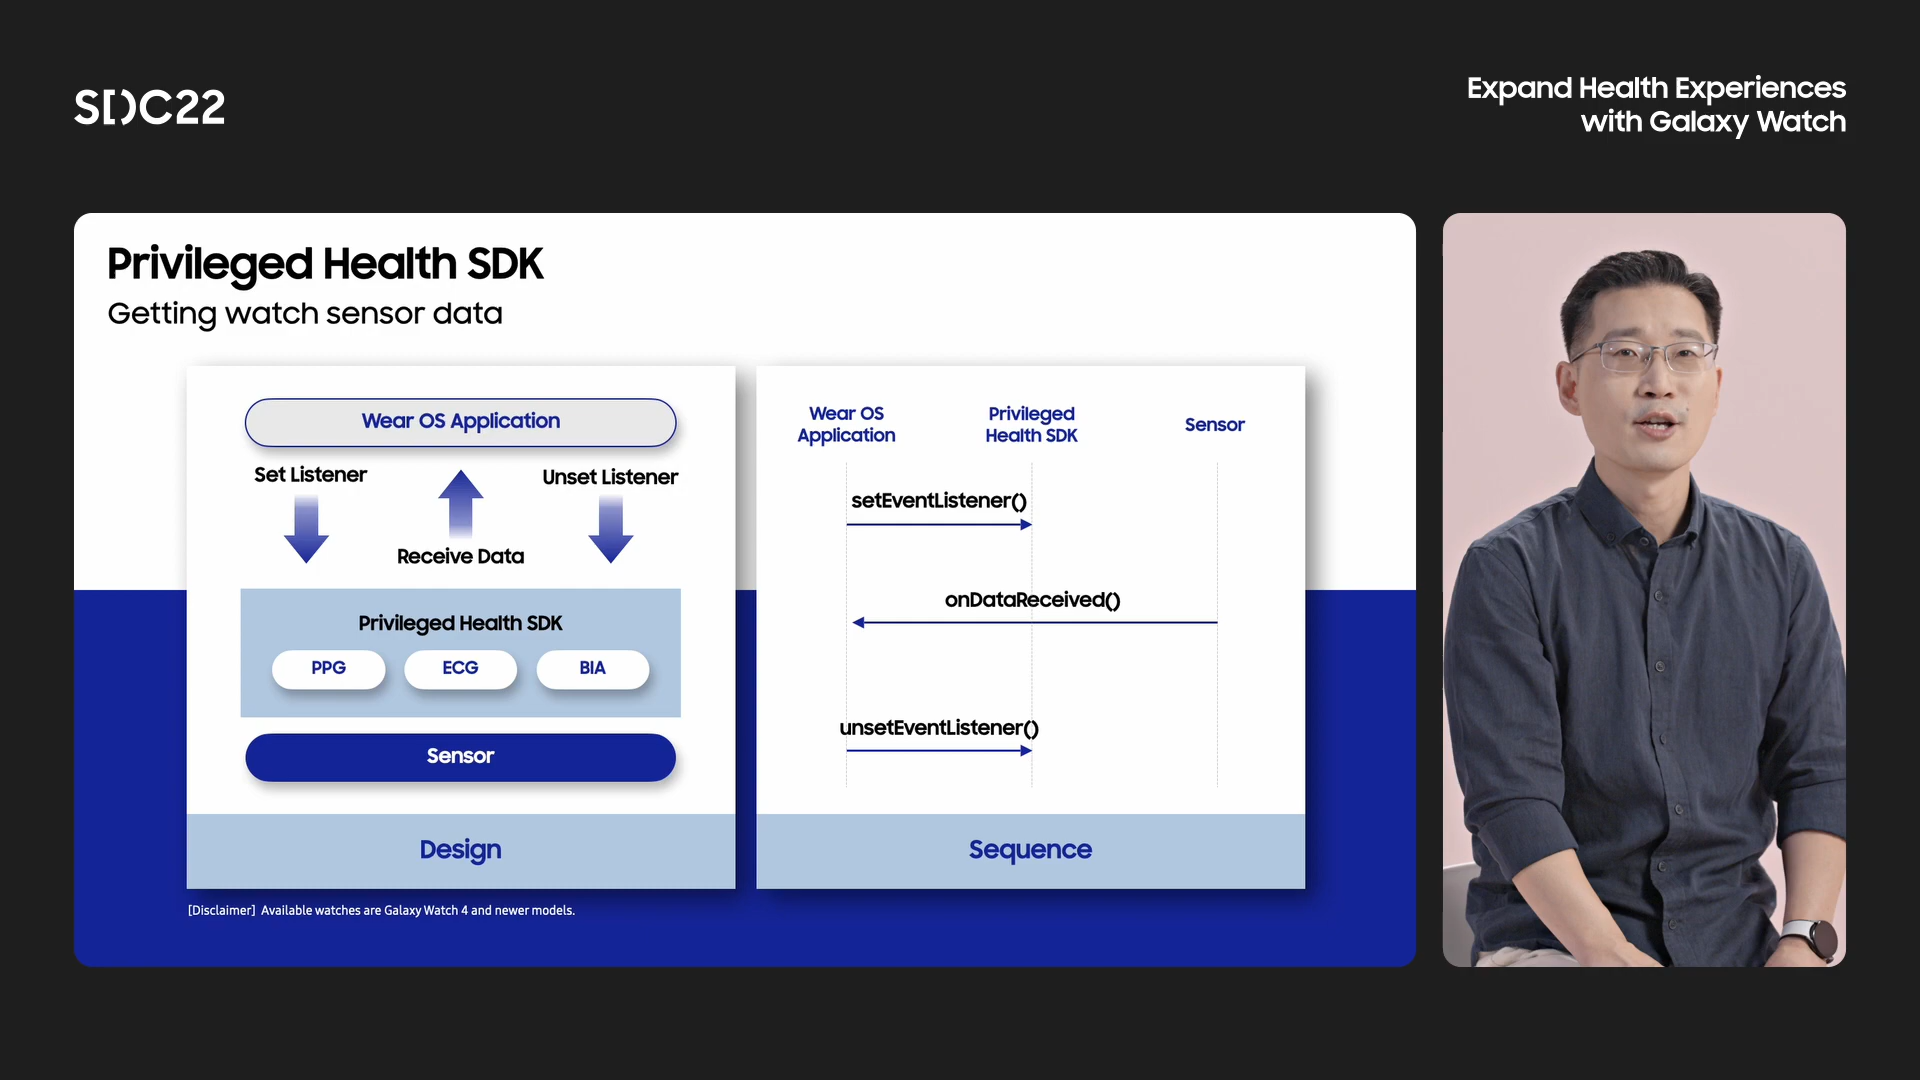 SDC22
Expand Health Experiences
with Galaxy Watch
Privileged Health SDK
Getting watch sensor data
Wear OS Application
Set Listener
Unset Listener
Receive Data
Privileged Health SDK
PPG
ECG
BIA
Sensor
Design
Wear OS
Application
Privileged
Health SDK
Sensor
setEventListener()
onDataReceived()
unsetEventListener()
Sequence
[Disclaimer] Available watches are Galaxy Watch 4 and newer models.